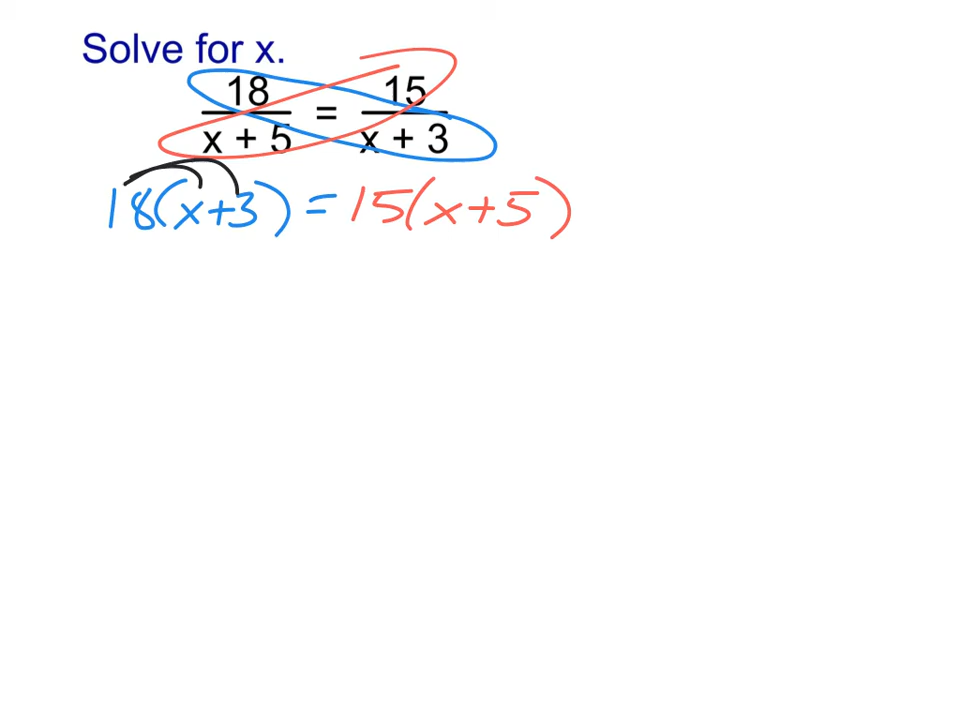 Solve for x.
18 / x + 5 = 15 / x + 3
18(x+3) = 15(x+5)